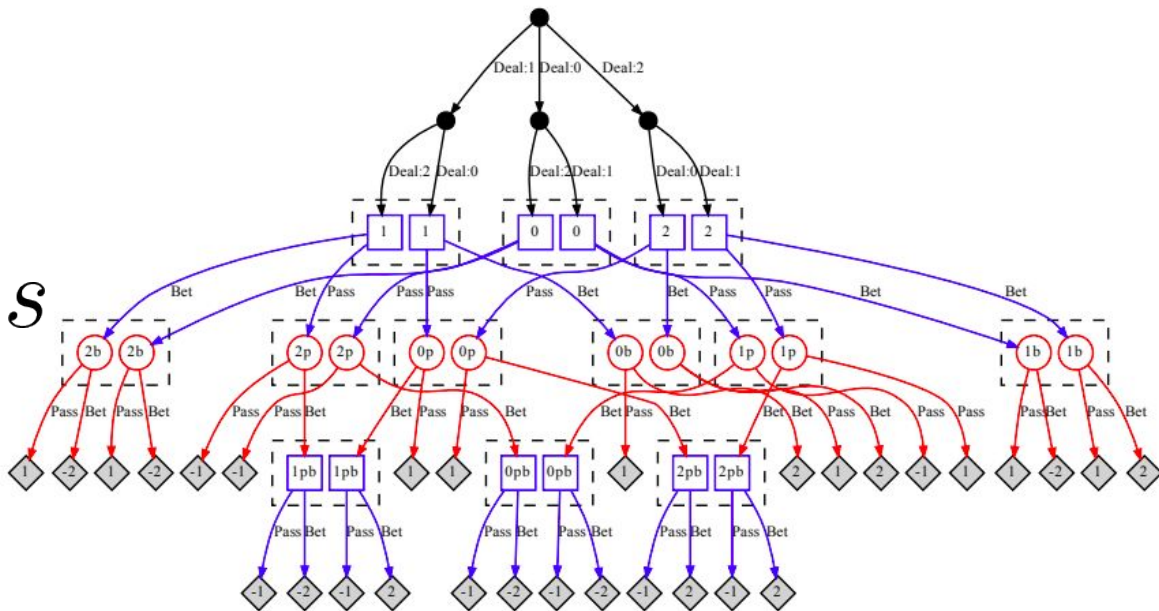 Deal:1 Deal:0 Deal:2
Deal:2 Deal:0 Deal:2 Deal:1 Deal:0 Deal:1
1 1 0 0 2 2
S
Bet Bet Pass Pass Pass Pass Bet Bet Pass Pass Bet Bet
2b 2b 2p 2p 0p 0p 0b 0b 1p 1p 1b 1b
Pass Bet Pass Bet Pass Bet Pass Bet Bet Pass Pass Bet Bet Pass Bet Bet Bet Pass Bet Pass Pass Pass Bet Pass Bet
1 -2 1 -2 -1 -1 1pb 1pb 1 1 0pb 0pb 1 2pb 2pb 2 1 2 -1 1 1 -2 1 2
Pass Bet Pass Bet Pass Bet Pass Bet Pass Bet Pass Bet
-1 -2 -1 2 -1 -2 -1 -2 -1 2 -1 2